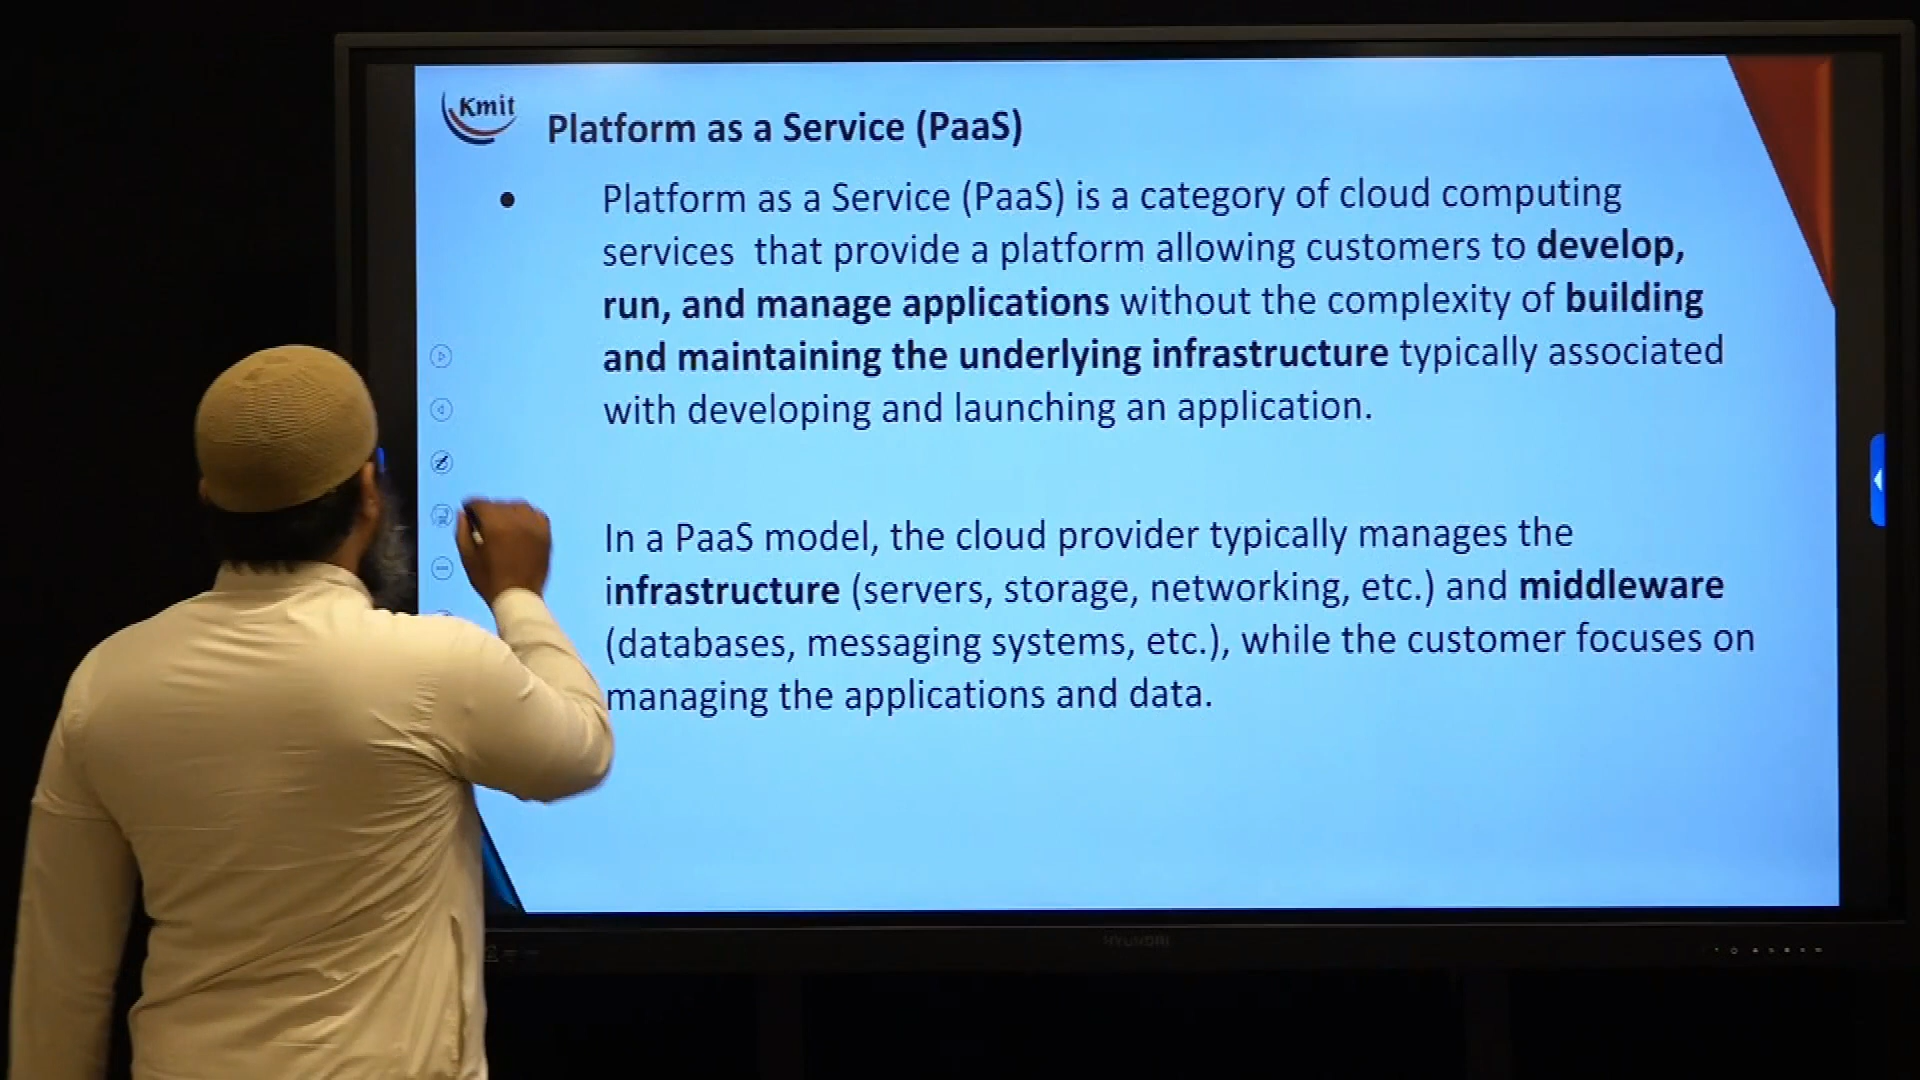 Kmit
Platform as a Service (PaaS)
• Platform as a Service (PaaS) is a category of cloud computing
services that provide a platform allowing customers to develop,
run, and manage applications without the complexity of building
and maintaining the underlying infrastructure typically associated
with developing and launching an application.
In a PaaS model, the cloud provider typically manages the
infrastructure (servers, storage, networking, etc.) and middleware
(databases, messaging systems, etc.), while the customer focuses on
managing the applications and data.
HYUNDAI